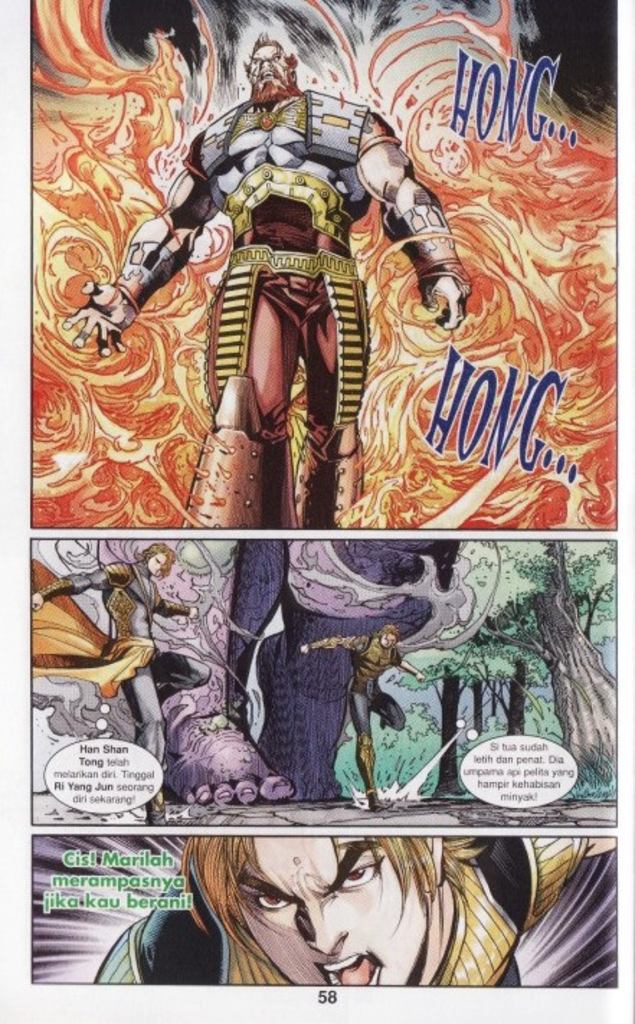 HONG...
HONG...
Han Shan
Tong telah
melarikan diri. Tinggal
Ri Yang Jun seorang
diri sekarang!
Si tua sudah
letih dan penat. Dia
umpama api pelita yang
hampir kehabisan
minyak!
Cis! Marilah
merampasnya
jika kau berani!
58